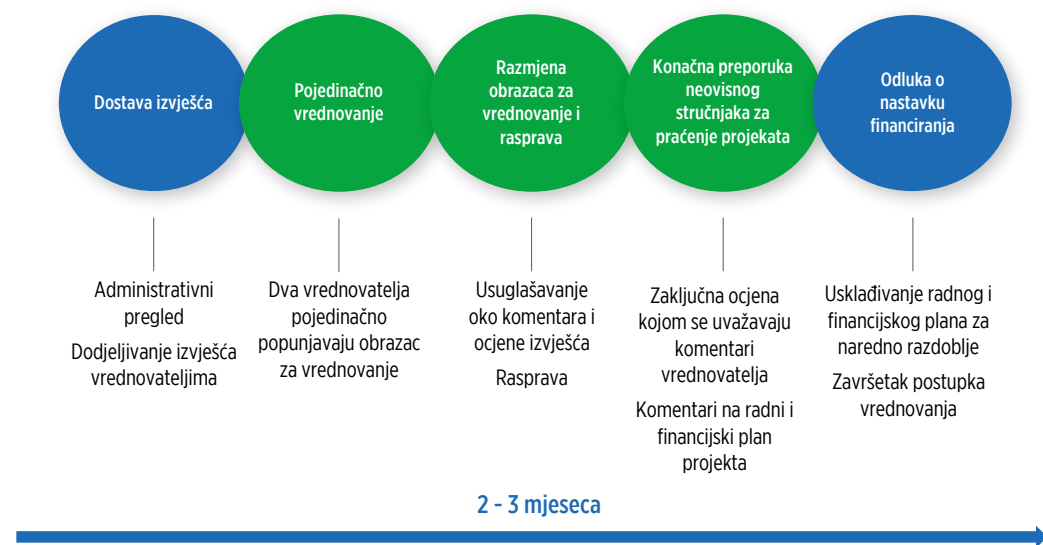 Dostava izvješća
Pojedinačno
vrednovanje
Razmjena
obrazaca za
vrednovanje i
rasprava
Konačna preporuka
neovisnog
stručnjaka za
praćenje projekata
Odluka o
nastavku
financiranja
Administrativni
pregled
Dodjeljivanje izvješća
vrednovateljima
Dva vrednovatelja
pojedinačno
popunjavaju obrazac
za vrednovanje
Usuglašavanje
oko komentara i
ocjene izvješća
Rasprava
Zaključna ocjena
kojom se uvažavaju
komentari
vrednovatelja
Komentari na radni i
financijski plan
projekta
Usklađivanje radnog i
financijskog plana za
naredno razdoblje
Završetak postupka
vrednovanja
2 - 3 mjeseca